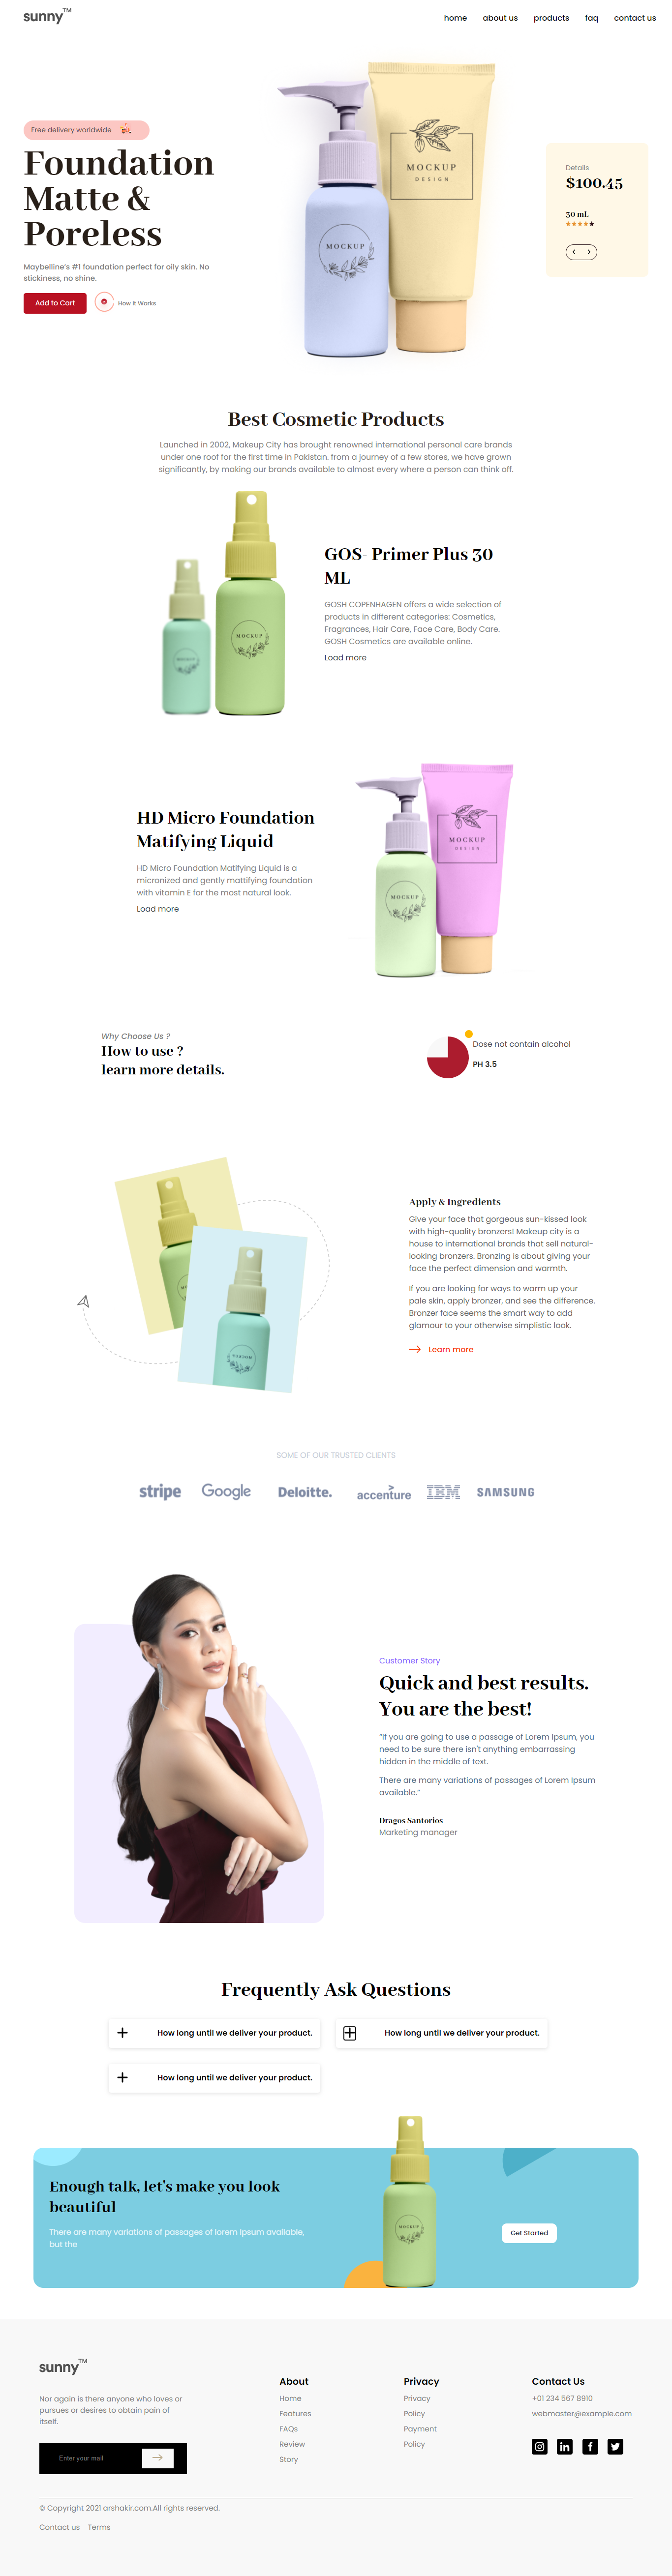 sunny™
home about us products faq contact us
Free delivery worldwide
Foundation
Matte &
Poreless
Maybelline's #1 foundation perfect for oily skin. No
stickiness, no shine.
Add to Cart
How It Works
MOCKUP
DESIGN
MOCKUP
Details
$100.45
30 mL
Best Cosmetic Products
Launched in 2002, Makeup City has brought renowned international personal care brands
under one roof for the first time in Pakistan. from a journey of a few stores, we have grown
significantly, by making our brands available to almost every where a person can think off.
MOCKUP
MOCKUP
GOS- Primer Plus 30
ML
GOSH COPENHAGEN offers a wide selection of
products in different categories: Cosmetics,
Fragrances, Hair Care, Face Care, Body Care.
GOSH Cosmetics are available online.
Load more
HD Micro Foundation
Matifying Liquid
HD Micro Foundation Matifying Liquid is a
micronized and gently mattifying foundation
with vitamin E for the most natural look.
Load more
MOCKUP
DESIGN
MOCKUP
Why Choose Us ?
How to use ?
learn more details.
Dose not contain alcohol
PH 3.5
MOCKUP
Apply & Ingredients
Give your face that gorgeous sun-kissed look
with high-quality bronzers! Makeup city is a
house to international brands that sell natural-
looking bronzers. Bronzing is about giving your
face the perfect dimension and warmth.
If you are looking for ways to warm up your
pale skin, apply bronzer, and see the difference.
Bronzer face seems the smart way to add
glamour to your otherwise simplistic look.
Learn more
SOME OF OUR TRUSTED CLIENTS
stripe Google Deloitte. accenture IBM SAMSUNG
Customer Story
Quick and best results.
You are the best!
"If you are going to use a passage of Lorem Ipsum, you
need to be sure there isn't anything embarrassing
hidden in the middle of text.
There are many variations of passages of Lorem Ipsum
available."
Dragos Santorios
Marketing manager
Frequently Ask Questions
How long until we deliver your product.
How long until we deliver your product.
How long until we deliver your product.
Enough talk, let's make you look
beautiful
There are many variations of passages of lorem Ipsum available,
but the
MOCKUP
Get Started
sunny™
Nor again is there anyone who loves or
pursues or desires to obtain pain of
itself.
Enter your mail
About
Home
Features
FAQs
Review
Story
Privacy
Privacy
Policy
Payment
Policy
Contact Us
+01 234 567 8910
webmaster@example.com
© Copyright 2021 arshakir.com.All rights reserved.
Contact us Terms